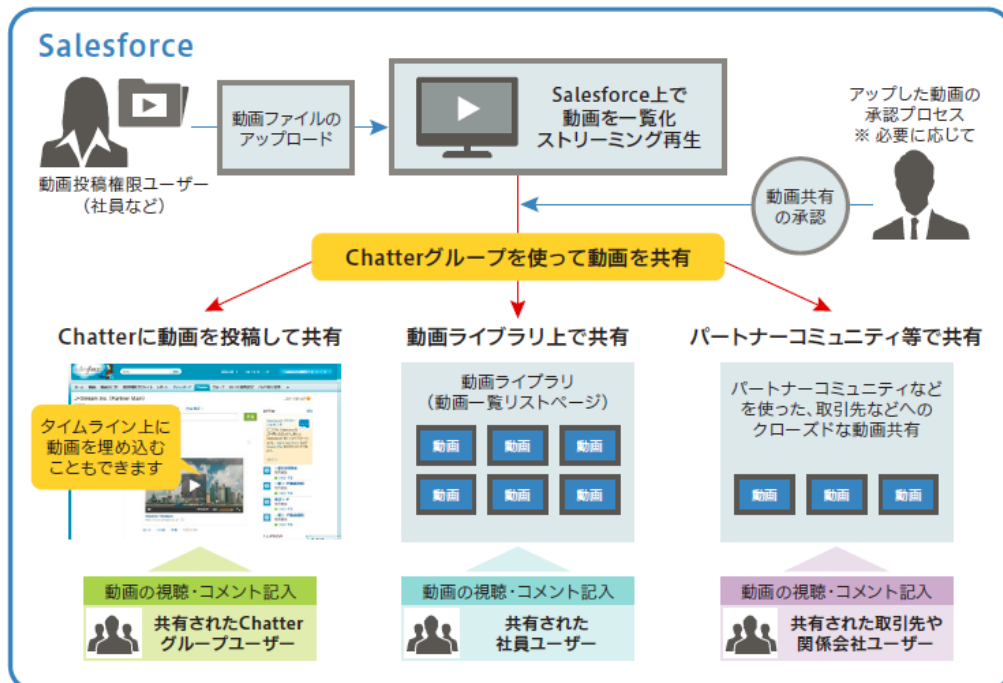 Salesforce
動画ファイルの
アップロード
Salesforce上で
動画を一覧化
ストリーミング再生
アップした動画の
承認プロセス
※ 必要に応じて
動画投稿権限ユーザー
(社員など)
動画共有
の承認
Chatterグループを使って動画を共有
Chatterに動画を投稿して共有
動画ライブラリ上で共有
パートナーコミュニティ等で共有
タイムライン上に
動画を埋め込む
こともできます
動画ライブラリ
(動画一覧リストページ)
動画 動画 動画
動画 動画 動画
パートナーコミュニティなど
を使った、取引先などへの
クローズドな動画共有
動画 動画 動画
動画の視聴・コメント記入
共有されたChatter
グループユーザー
動画の視聴・コメント記入
共有された
社員ユーザー
動画の視聴・コメント記入
共有された取引先や
関係会社ユーザー